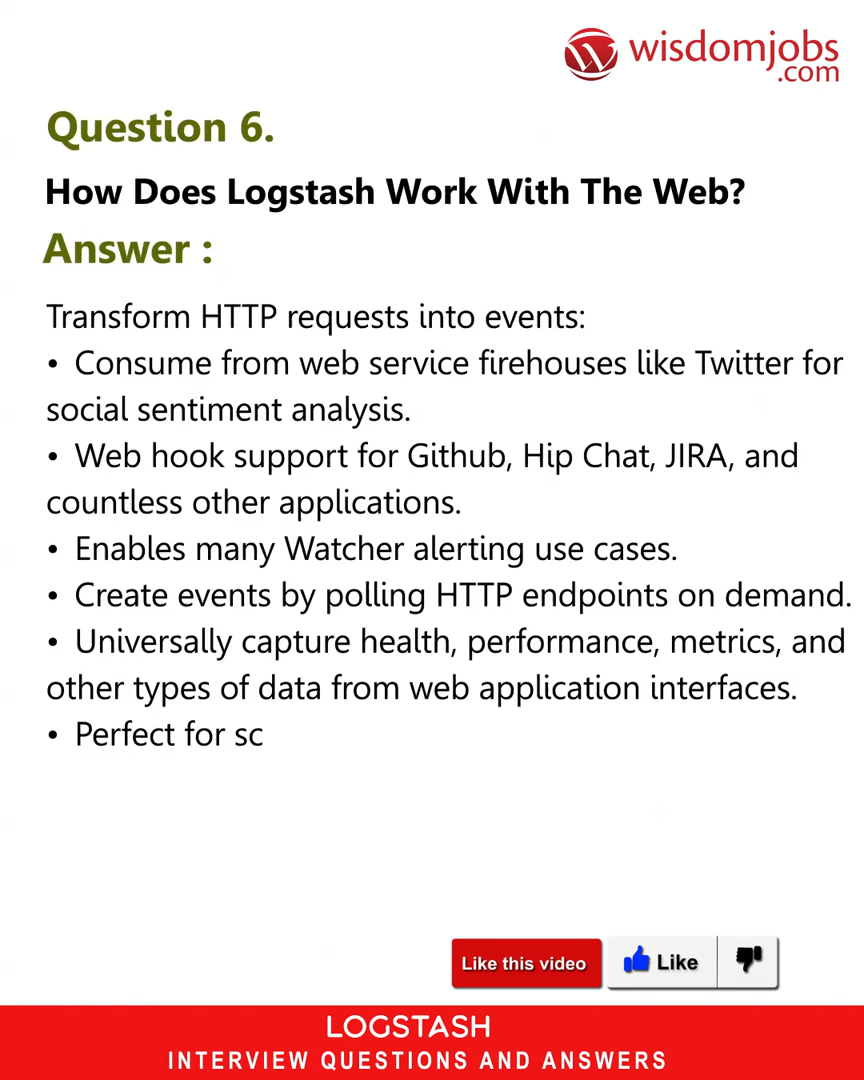 wisdomjobs
.com
Question 6.
How Does Logstash Work With The Web?
Answer :
Transform HTTP requests into events:
• Consume from web service firehouses like Twitter for
social sentiment analysis.
• Web hook support for Github, Hip Chat, JIRA, and
countless other applications.
• Enables many Watcher alerting use cases.
• Create events by polling HTTP endpoints on demand.
• Universally capture health, performance, metrics, and
other types of data from web application interfaces.
• Perfect for sc
Like this video
Like
LOGSTASH
INTERVIEW QUESTIONS AND ANSWERS